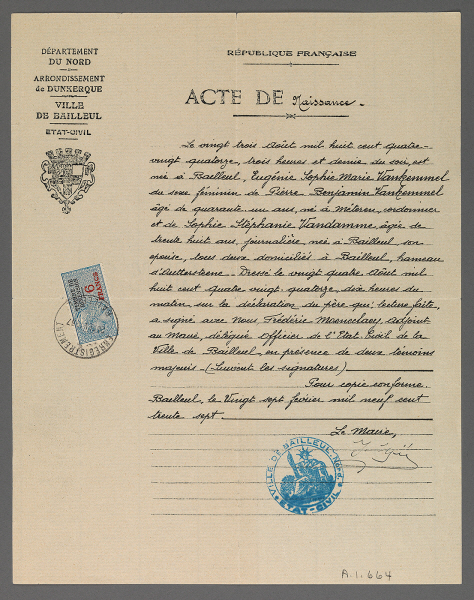 DÉPARTEMENT
DU NORD
ARRONDISSEMENT
de DUNKERQUE
VILLE
DE BAILLEUL
ETAT-CIVIL
RÉPUBLIQUE FRANÇAISE
ACTE DE Naissance.
Le vingt trois Août mil huit cent quatre-
vingt quatorze, trois heures et demie du soir, est
née à Bailleul, Eugénie Sophie Marie Vankemmel
du sexe féminin de Pierre Benjamin Vankemmel
âgé de quarante un ans, né à Méteren, cordonnier
et de Sophie Stéphanie Vandamme âgée de
trente huit ans, journalière née à Bailleul son
épouse, tous deux domiciliés à Bailleul, hameau
d'Outtersteene. Dressé le vingt quatre Août mil
huit cent quatre vingt quatorze, dix heures du
matin sur la déclaration du père qui, lecture faite,
a signé avec Nous Frédéric Moenclaey, adjoint
au Maire, délégué Officier de l'Etat Civil de la
Ville de Bailleul, en présence de deux témoins
majeurs. (Suivent les signatures)
Pour copie conforme.
Bailleul, le Vingt sept février mil neuf cent
trente sept.
Le Maire,
6 FRANCS
ENREGISTREMENT
VILLE DE BAILLEUL (Nord)
ETAT-CIVIL
A.1.664